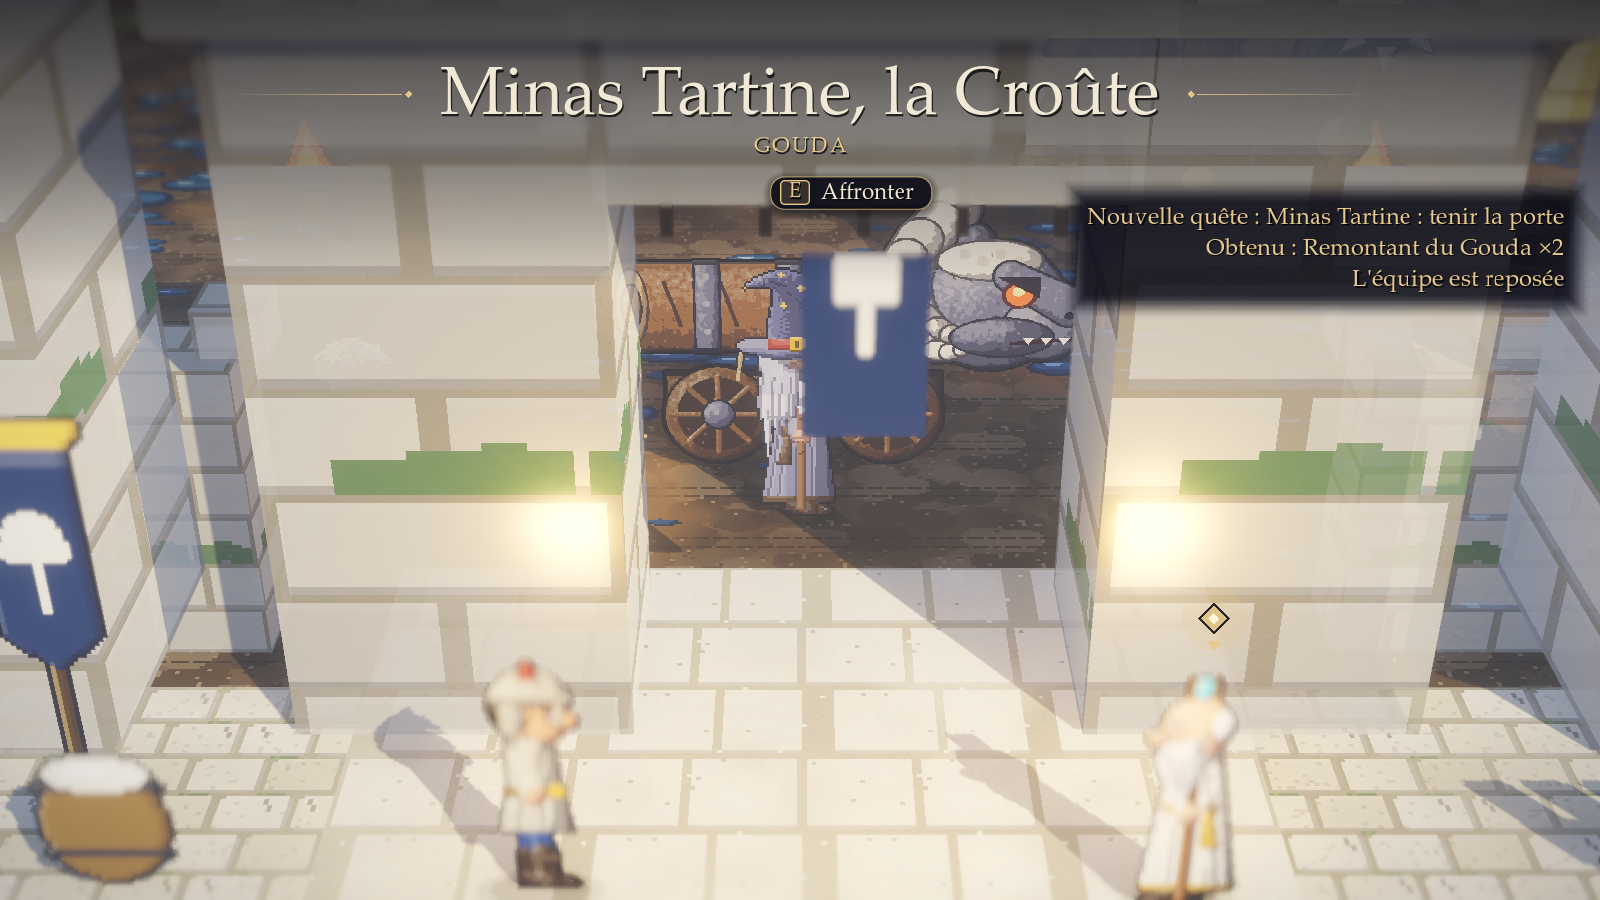 Minas Tartine, la Croûte
GOUDA
E Affronter
Nouvelle quête : Minas Tartine : tenir la porte
Obtenu : Remontant du Gouda ×2
L'équipe est reposée